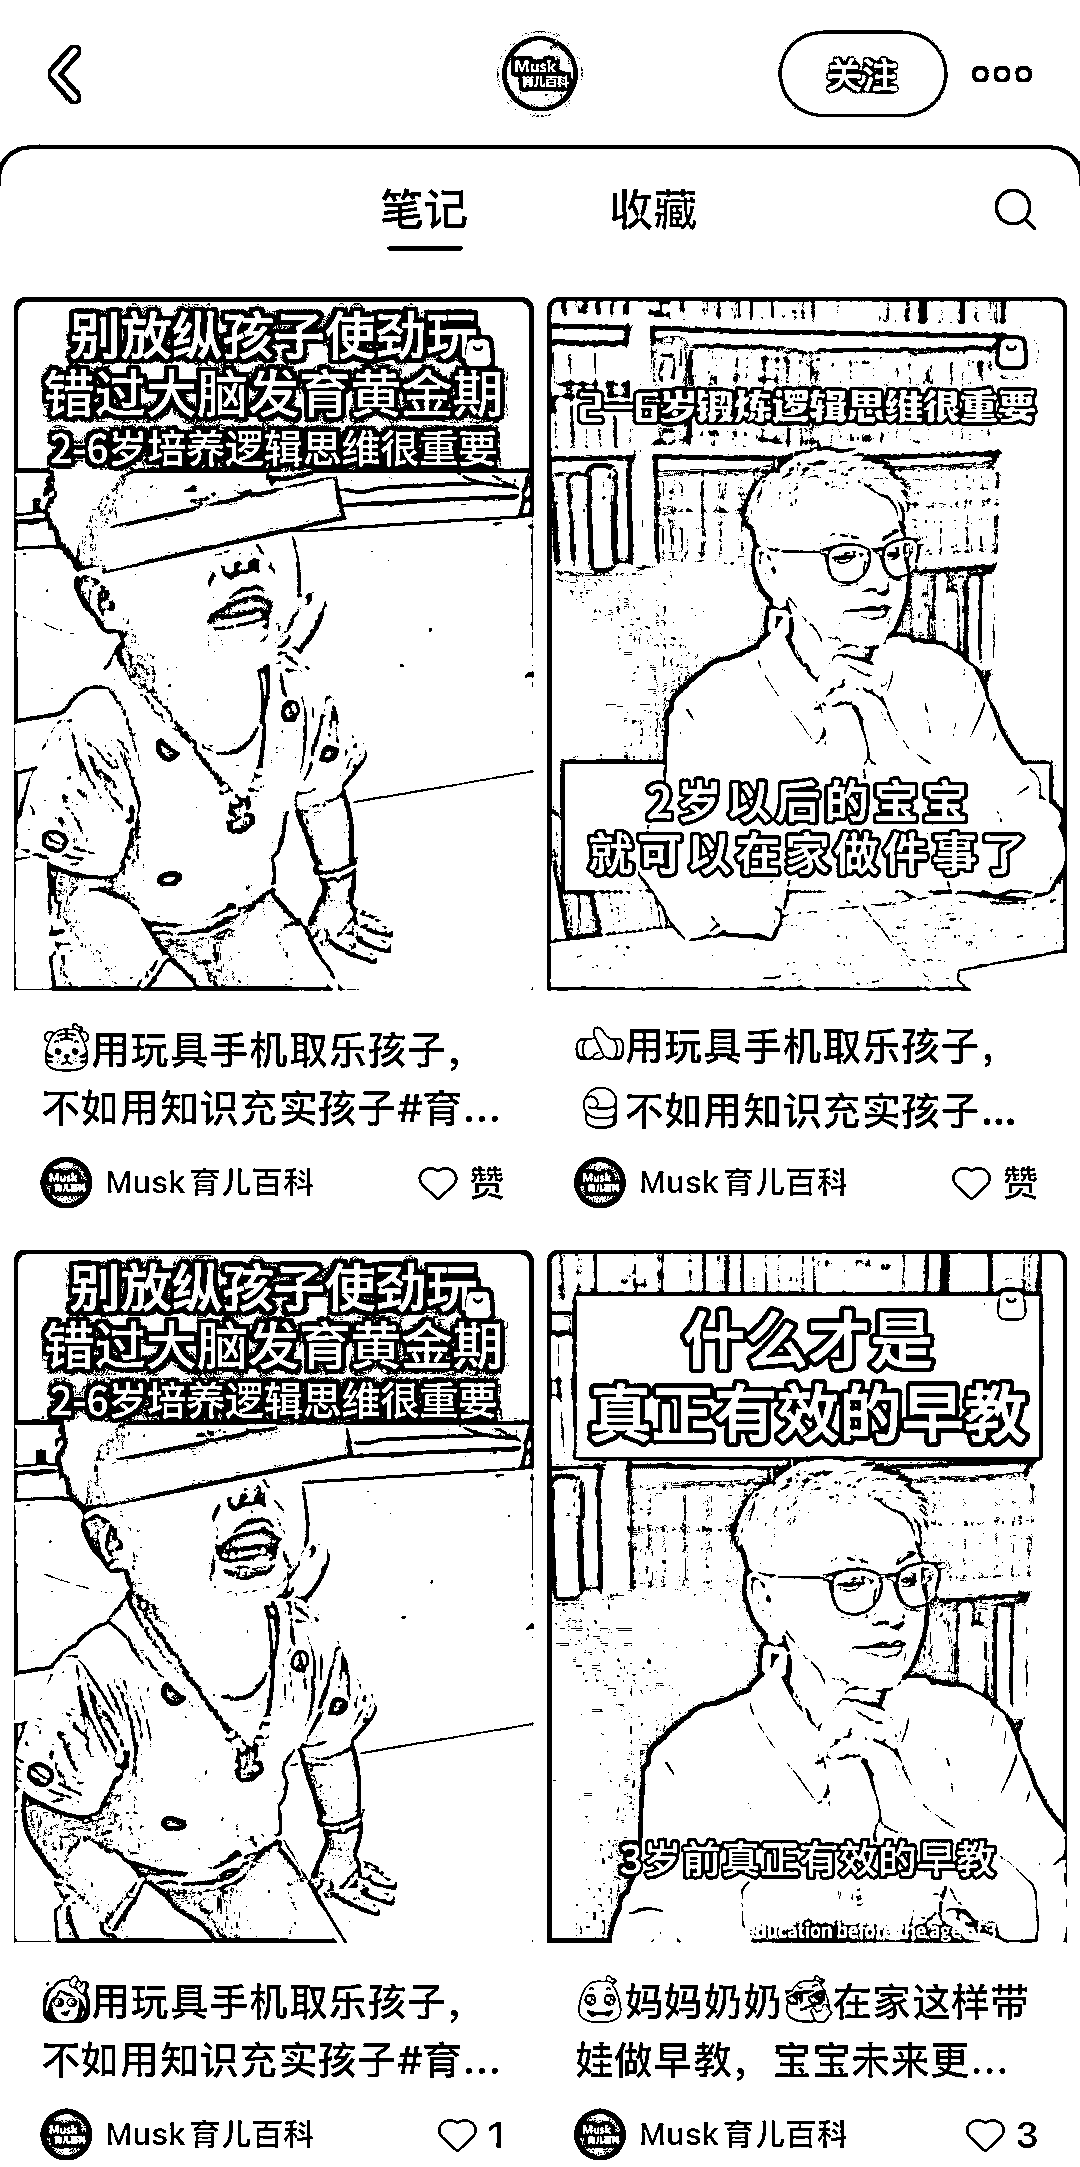 Musk
育儿百科
关注
笔记
收藏
别放纵孩子使劲玩
错过大脑发育黄金期
2-6岁培养逻辑思维很重要
2-6岁锻炼逻辑思维很重要
2岁以后的宝宝
就可以在家做件事了
用玩具手机取乐孩子，
不如用知识充实孩子#育...
Musk育儿百科
赞
用玩具手机取乐孩子，
不如用知识充实孩子...
Musk育儿百科
赞
别放纵孩子使劲玩
错过大脑发育黄金期
2-6岁培养逻辑思维很重要
什么才是
真正有效的早教
3岁前真正有效的早教
ducation before the age of 3
用玩具手机取乐孩子，
不如用知识充实孩子#育...
Musk育儿百科
1
妈妈奶奶在家这样带
娃做早教，宝宝未来更...
Musk育儿百科
3